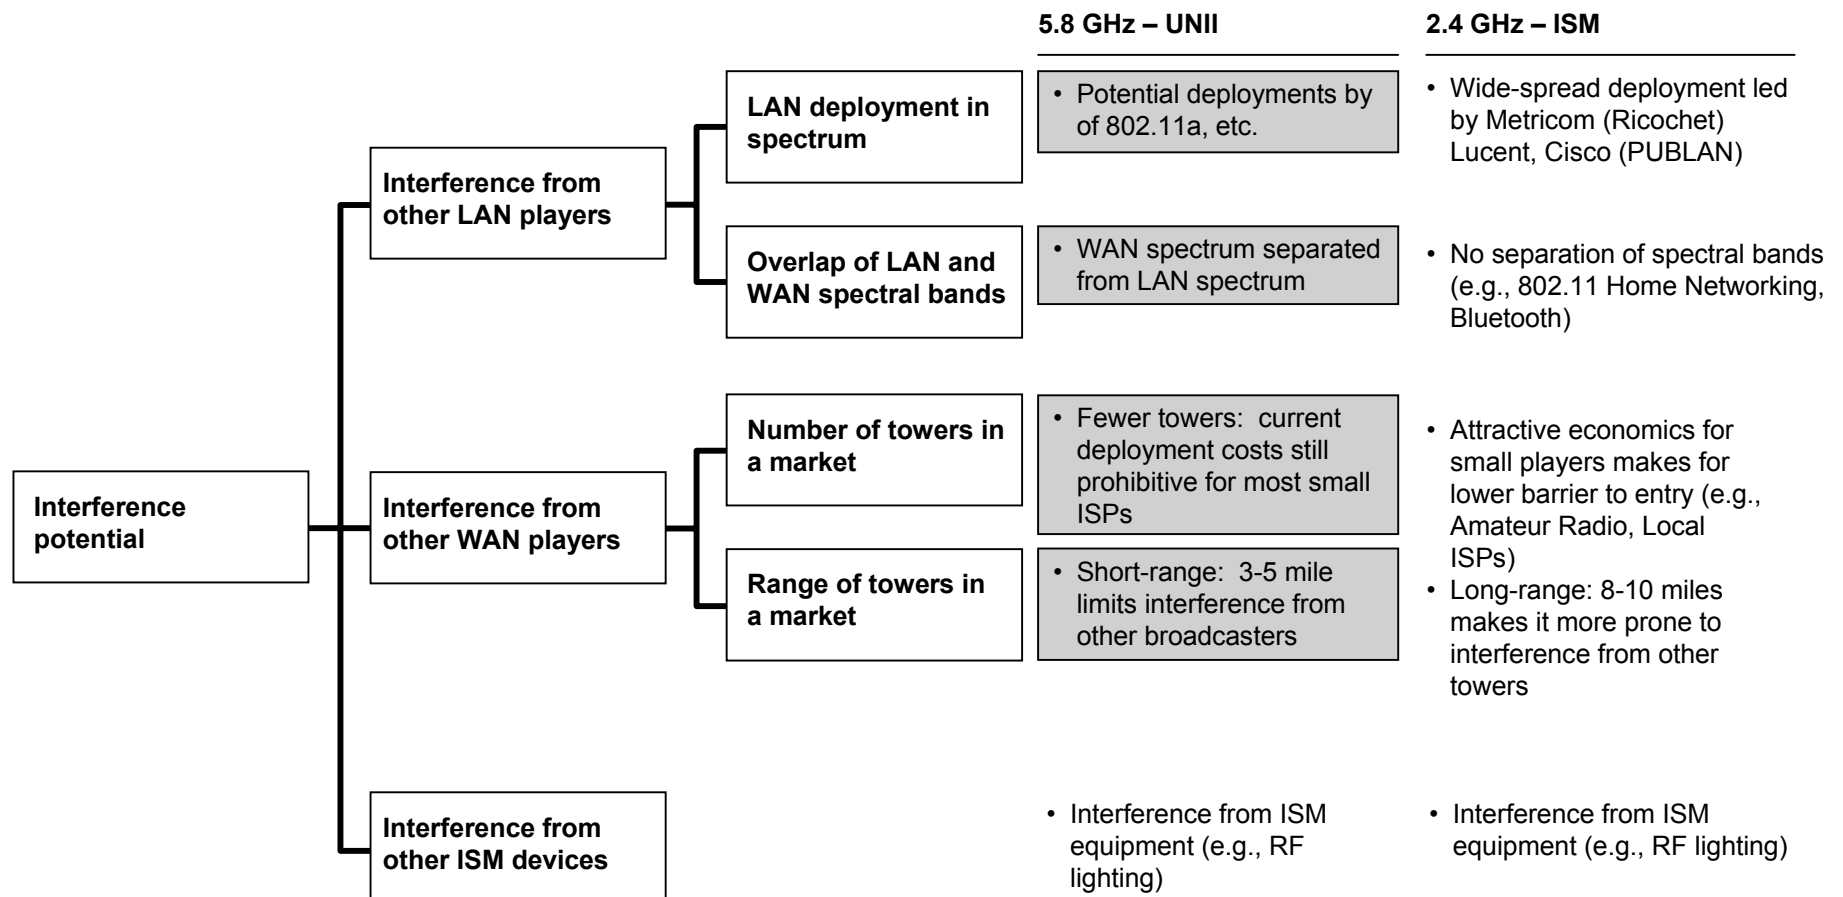 5.8 GHz – UNII
2.4 GHz – ISM
LAN deployment in
spectrum
• Potential deployments by
of 802.11a, etc.
• Wide-spread deployment led
by Metricom (Ricochet)
Lucent, Cisco (PUBLAN)
Interference from
other LAN players
Overlap of LAN and
WAN spectral bands
• WAN spectrum separated
from LAN spectrum
• No separation of spectral bands
(e.g., 802.11 Home Networking,
Bluetooth)
Number of towers in
a market
• Fewer towers: current
deployment costs still
prohibitive for most small
ISPs
• Attractive economics for
small players makes for
lower barrier to entry (e.g.,
Amateur Radio, Local
ISPs)
Interference
potential
Interference from
other WAN players
Range of towers in
a market
• Short-range: 3-5 mile
limits interference from
other broadcasters
• Long-range: 8-10 miles
makes it more prone to
interference from other
towers
Interference from
other ISM devices
• Interference from ISM
equipment (e.g., RF
lighting)
• Interference from ISM
equipment (e.g., RF lighting)